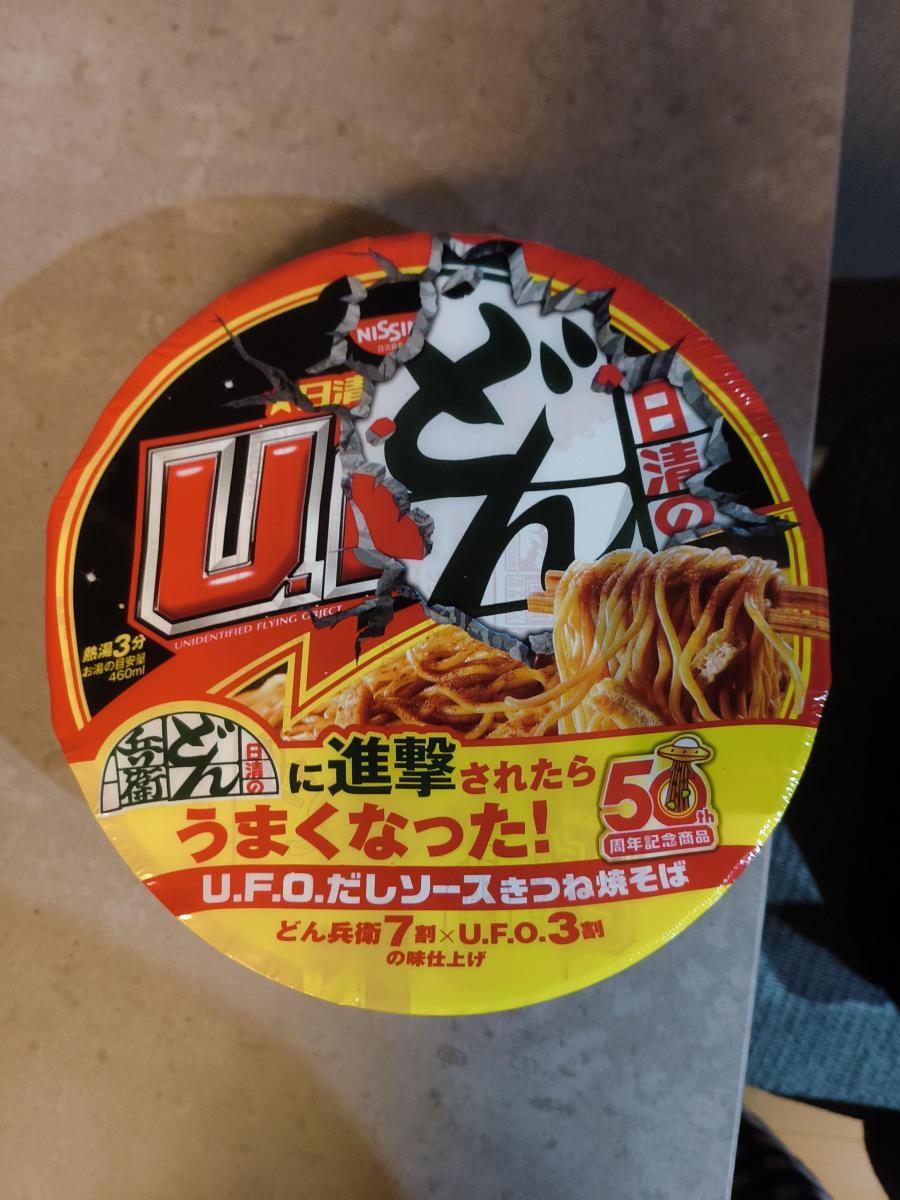 NISSIN
日清
U.
どん
日清の
UNIDENTIFIED FLYING OBJECT
熱湯3分
お湯の目安量
460ml
日清の
どん
兵衛
に進撃されたら
うまくなった!
50th
周年記念商品
U.F.O.だしソースきつね焼そば
どん兵衛7割×U.F.O.3割
の味仕上げ